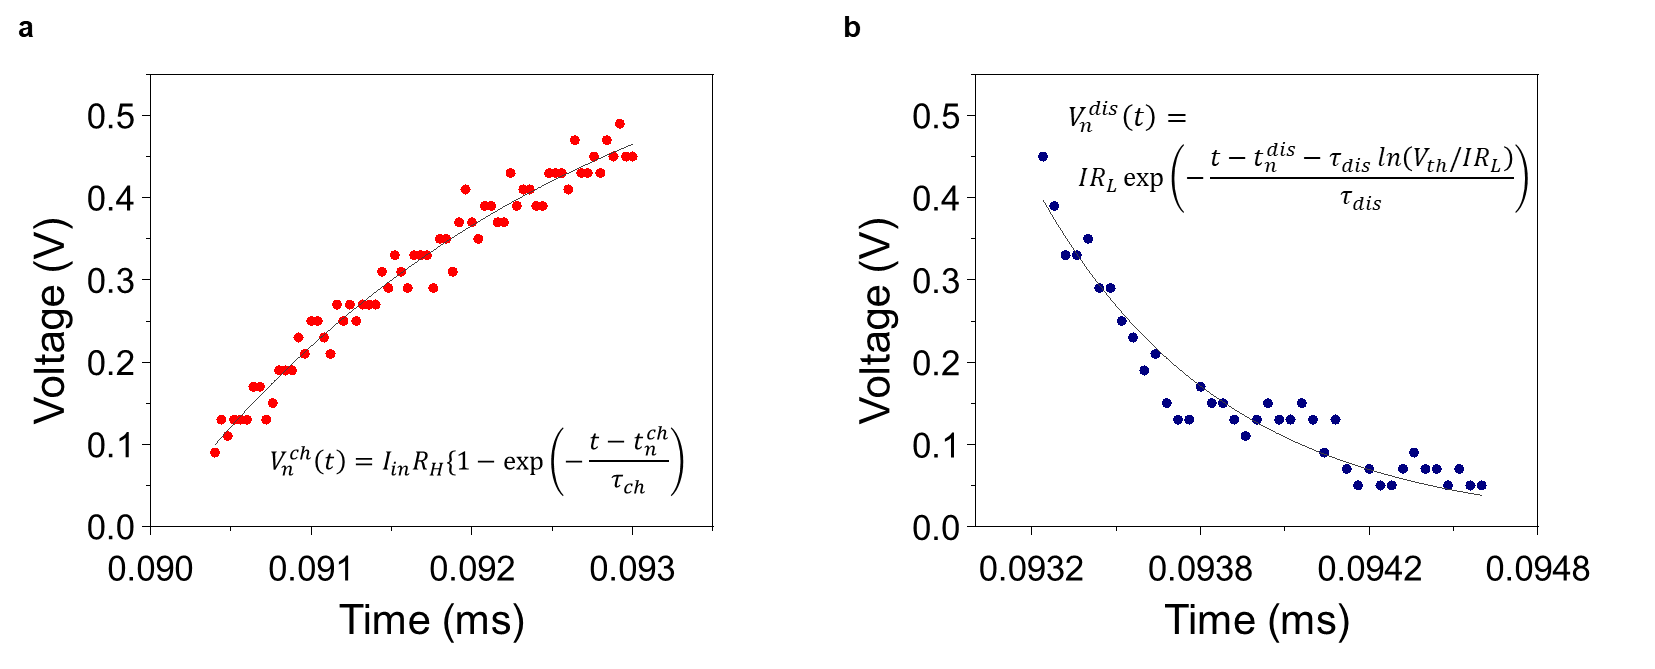 a
b
Voltage (V)
0.5
0.4
0.3
0.2
0.1
0.0
V_n^{ch}(t) = I_{in}R_H{1 − exp(− (t − t_n^{ch})/τ_{ch})
0.090
0.091
0.092
0.093
Time (ms)
Voltage (V)
0.5
0.4
0.3
0.2
0.1
0.0
V_n^{dis}(t) =
IR_L exp(− (t − t_n^{dis} − τ_{dis} ln(V_{th}/IR_L))/τ_{dis})
0.0932
0.0938
0.0942
0.0948
Time (ms)